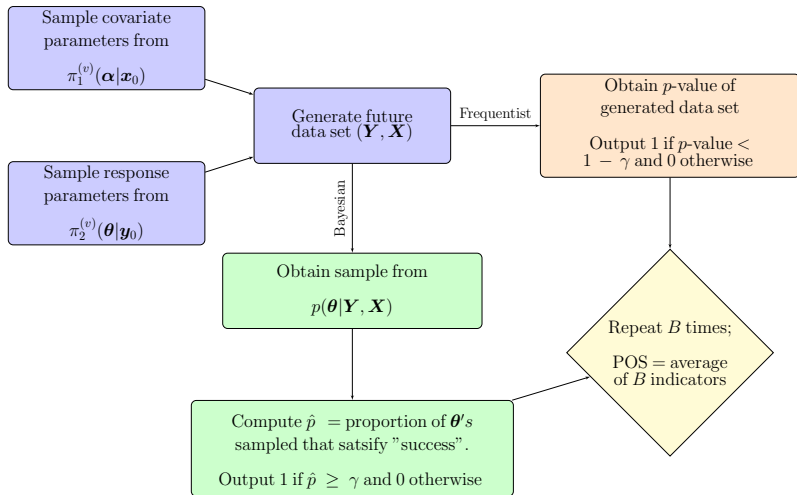 Sample covariate
parameters from
π₁⁽ᵛ⁾(α|x₀)
Generate future
data set (Y, X)
Frequentist
Obtain p-value of
generated data set
Output 1 if p-value <
1 − γ and 0 otherwise
Sample response
parameters from
π₂⁽ᵛ⁾(θ|y₀)
Bayesian
Obtain sample from
p(θ|Y, X)
Repeat B times;
POS = average
of B indicators
Compute p̂ = proportion of θ's
sampled that satsify ”success”.
Output 1 if p̂ ≥ γ and 0 otherwise